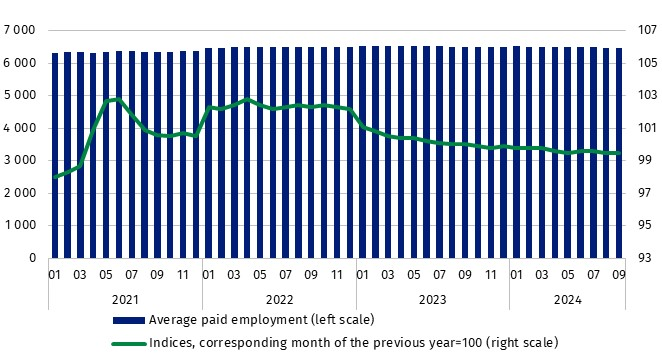 7 000 107
6 000 105
5 000 103
4 000 101
3 000 99
2 000 97
1 000 95
0 93
01 03 05 07 09 11 01 03 05 07 09 11 01 03 05 07 09 11 01 03 05 07 09
2021 2022 2023 2024
Average paid employment (left scale)
Indices, corresponding month of the previous year=100 (right scale)